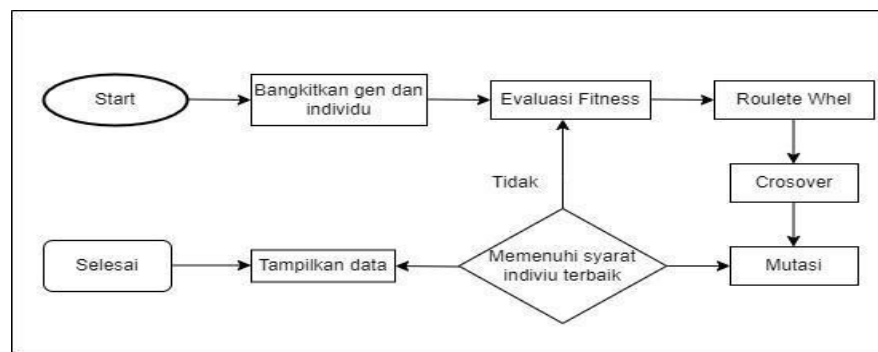 Start
Bangkitkan gen dan
individu
Evaluasi Fitness
Roulete Whel
Crosover
Mutasi
Tidak
Memenuhi syarat
indiviu terbaik
Tampilkan data
Selesai